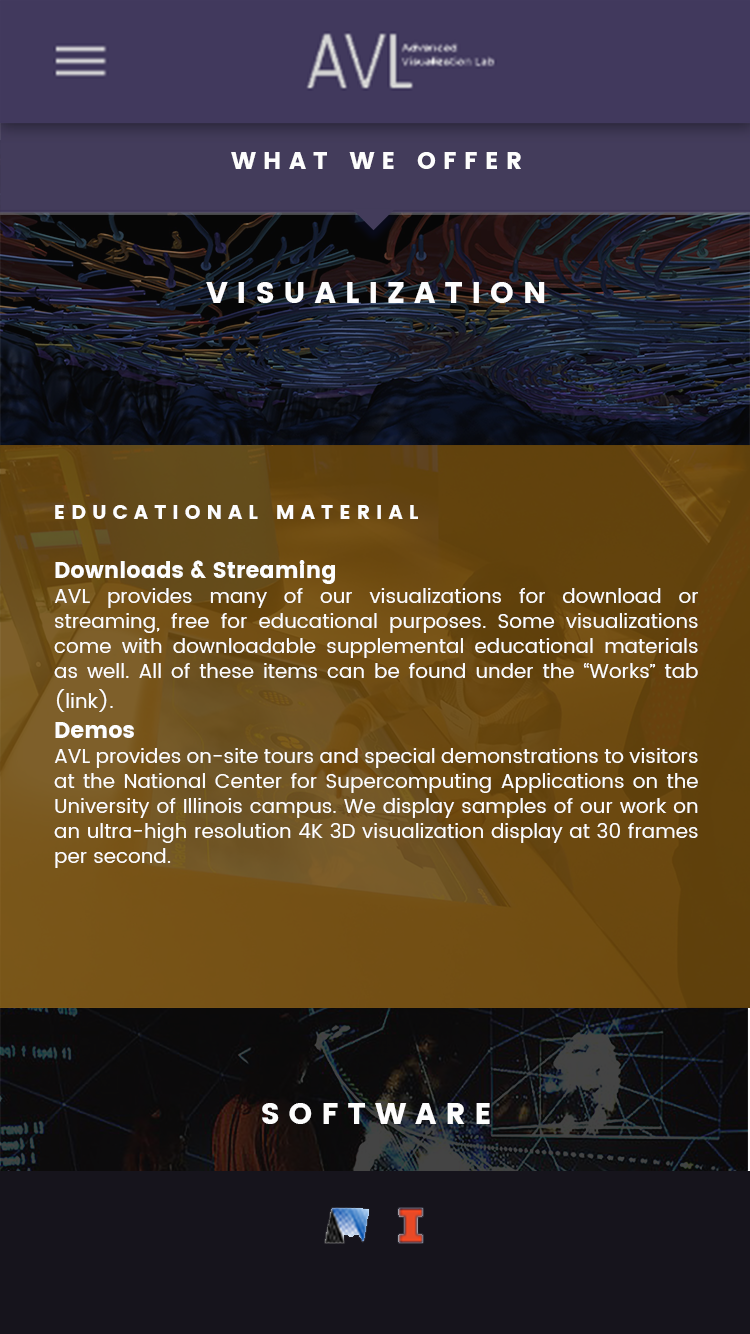 AVL
Advanced
Visualization Lab
WHAT WE OFFER
VISUALIZATION
EDUCATIONAL MATERIAL
Downloads & Streaming
AVL provides many of our visualizations for download or
streaming, free for educational purposes. Some visualizations
come with downloadable supplemental educational materials
as well. All of these items can be found under the “Works” tab
(link).
Demos
AVL provides on-site tours and special demonstrations to visitors
at the National Center for Supercomputing Applications on the
University of Illinois campus. We display samples of our work on
an ultra-high resolution 4K 3D visualization display at 30 frames
per second.
SOFTWARE
I